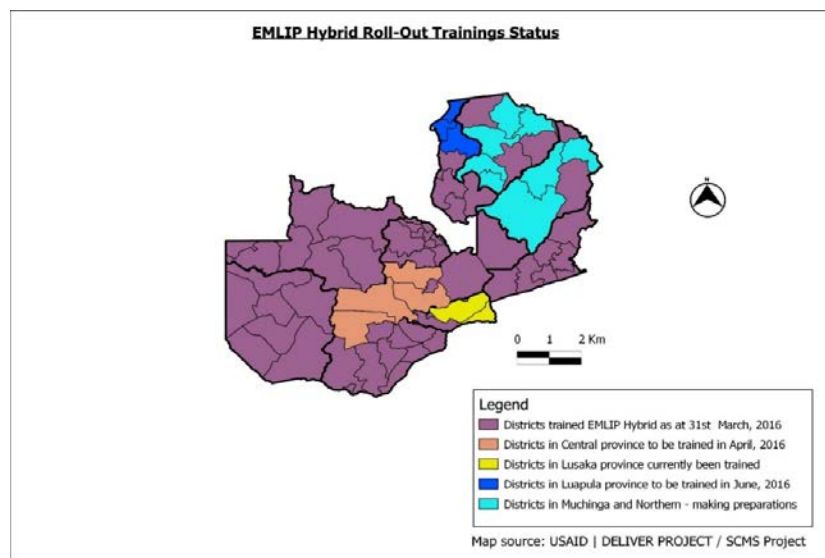 EMLIP Hybrid Roll-Out Trainings Status
N
0 1 2 Km
Legend
Districts trained EMLIP Hybrid as at 31st March, 2016
Districts in Central province to be trained in April, 2016
Districts in Lusaka province currently been trained
Districts in Luapula province to be trained in June, 2016
Districts in Muchinga and Northern - making preparations
Map source: USAID | DELIVER PROJECT / SCMS Project